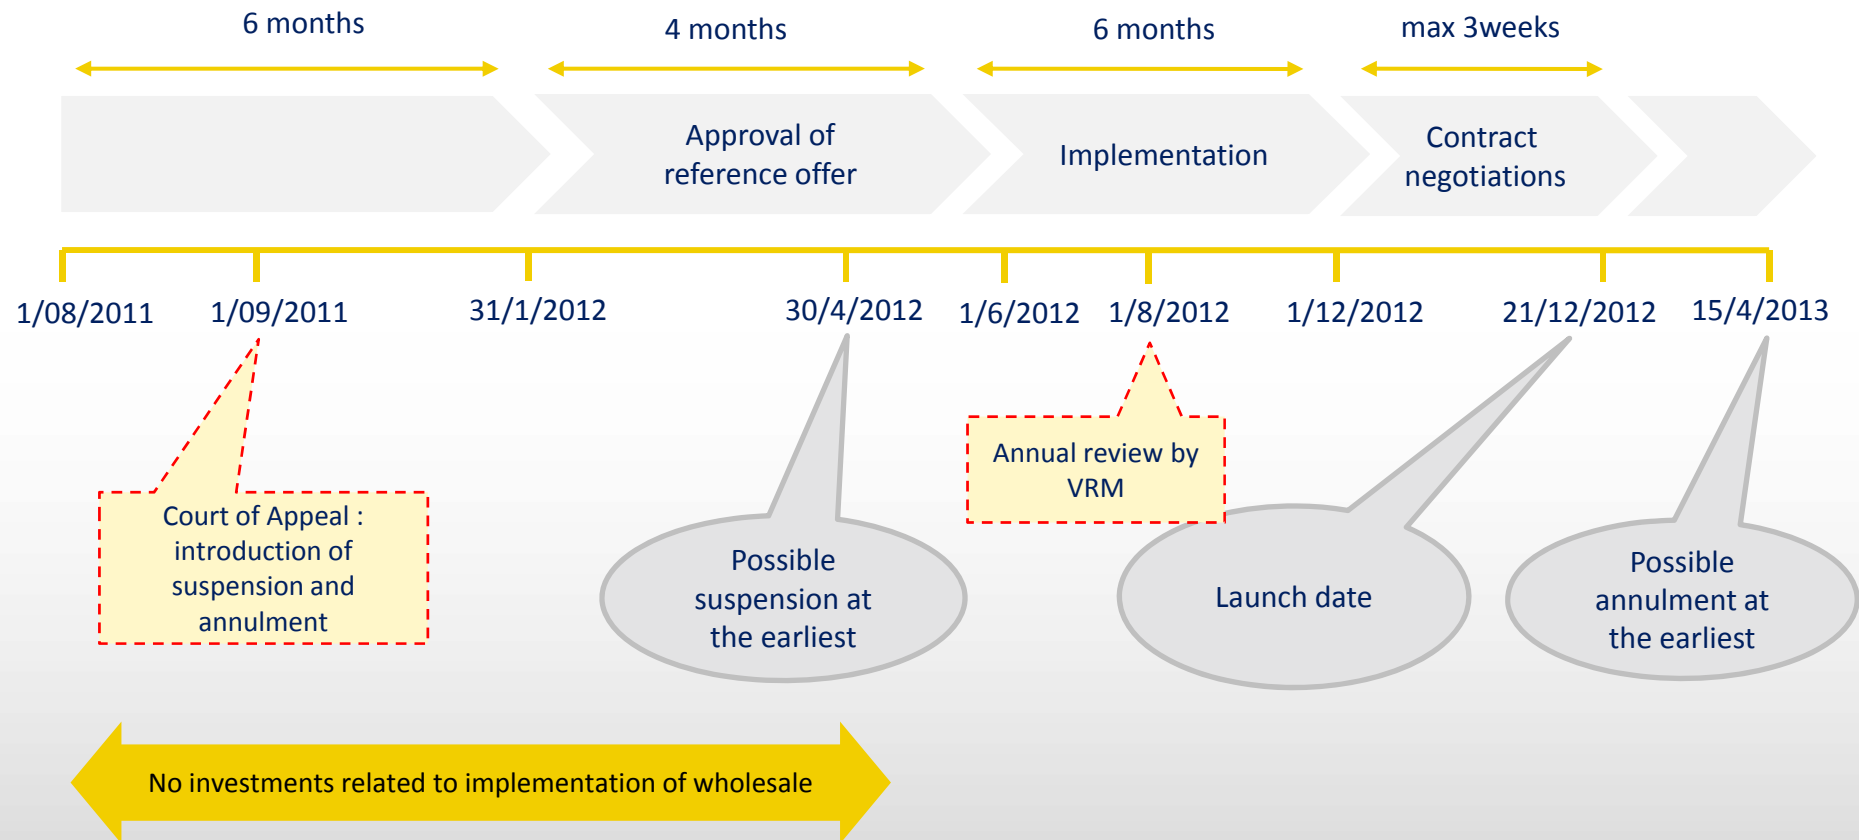 6 months
4 months
6 months
max 3weeks
Approval of
reference offer
Implementation
Contract
negotiations
1/08/2011
1/09/2011
31/1/2012
30/4/2012
1/6/2012
1/8/2012
1/12/2012
21/12/2012
15/4/2013
Annual review by
VRM
Court of Appeal :
introduction of
suspension and
annulment
Possible
suspension at
the earliest
Launch date
Possible
annulment at
the earliest
No investments related to implementation of wholesale